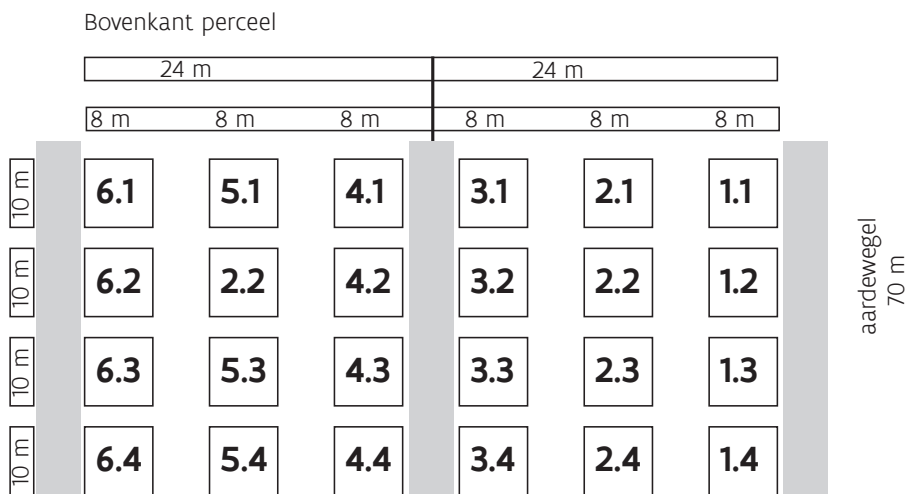 Bovenkant perceel
24 m 24 m
8 m 8 m 8 m 8 m 8 m 8 m
10 m 6.1 5.1 4.1 3.1 2.1 1.1
10 m 6.2 2.2 4.2 3.2 2.2 1.2
10 m 6.3 5.3 4.3 3.3 2.3 1.3
10 m 6.4 5.4 4.4 3.4 2.4 1.4
aardewegel
70 m